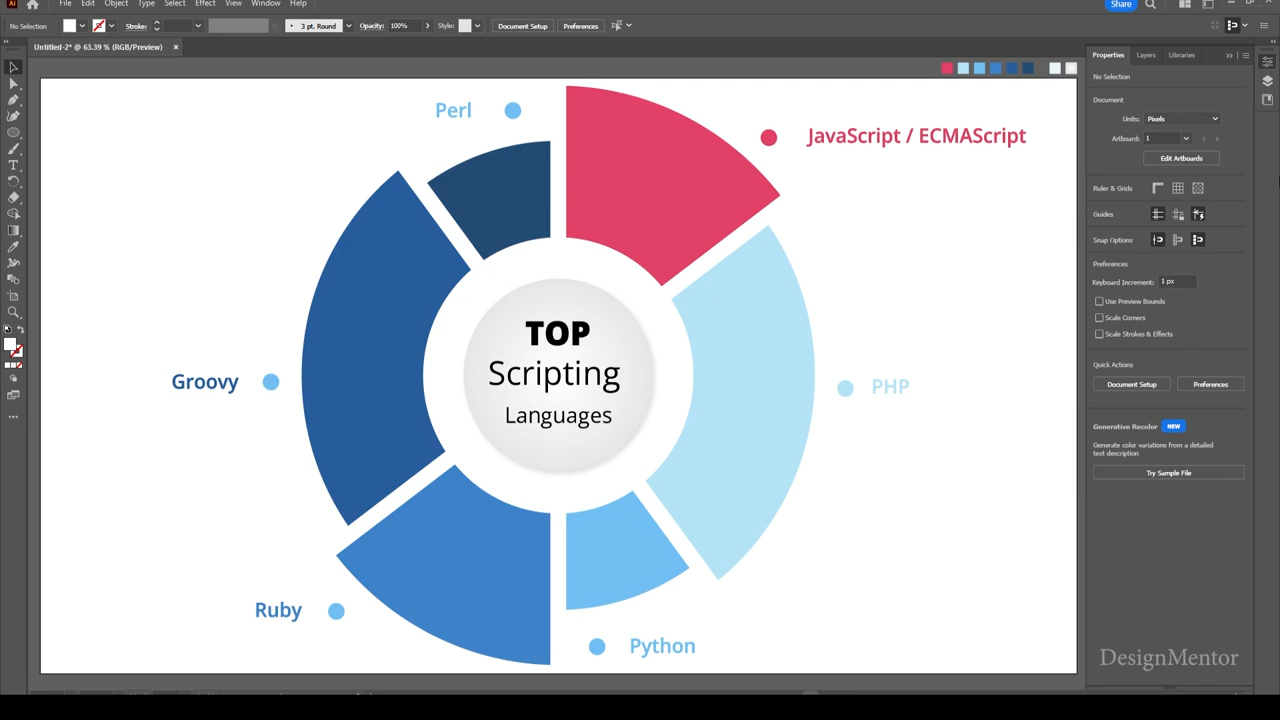 Ai File Edit Object Type Select Effect View Window Help Share
No Selection Stroke: 3 pt. Round Opacity: 100% Style: Document Setup Preferences
Untitled-2* @ 63.39 % (RGB/Preview) ×
Properties Layers Libraries
No Selection
Document
Units: Pixels
Artboard: 1
Edit Artboards
Ruler & Grids
Guides
Snap Options
Preferences
Keyboard Increment: 1 px
Use Preview Bounds
Scale Corners
Scale Strokes & Effects
Quick Actions
Document Setup Preferences
Generative Recolor NEW
Generate color variations from a detailed
text description
Try Sample File
Perl
JavaScript / ECMAScript
TOP
Scripting
Languages
Groovy
PHP
Ruby
Python
DesignMentor